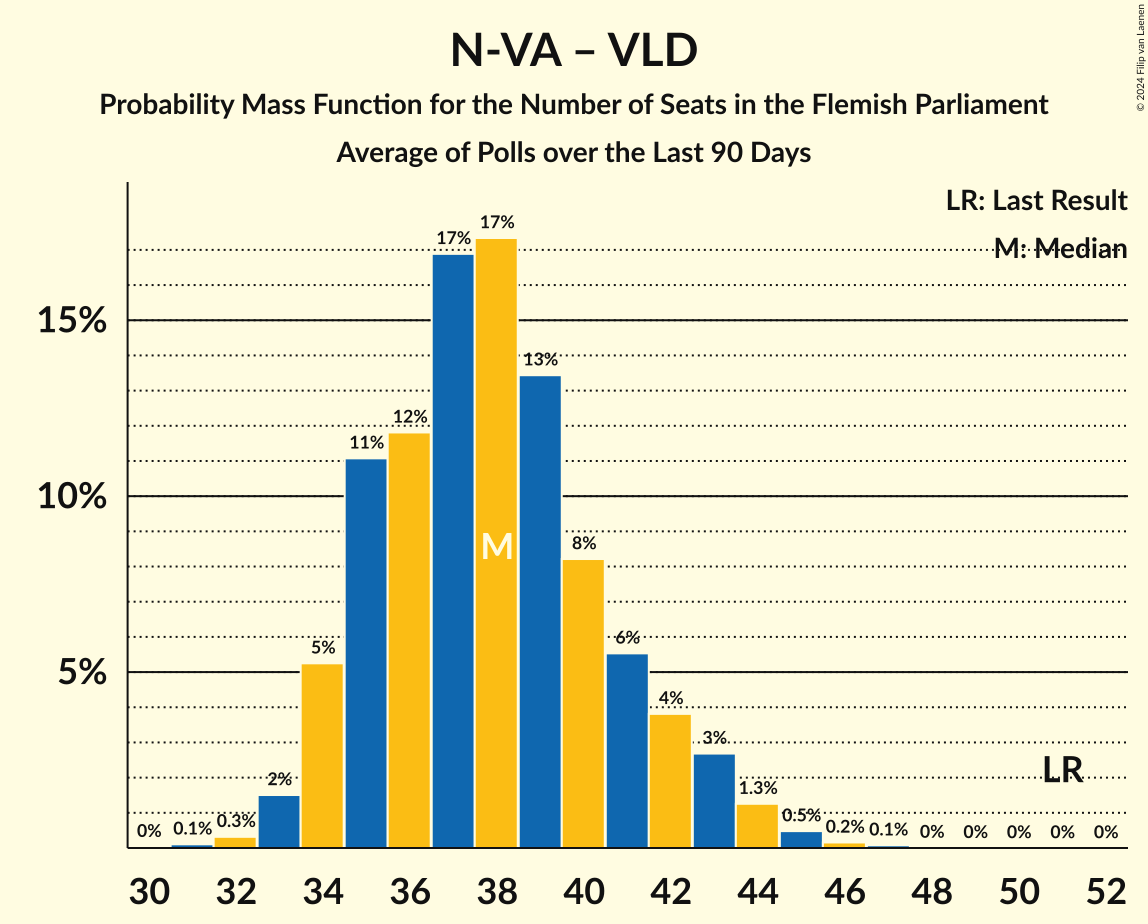 N-VA – VLD
Probability Mass Function for the Number of Seats in the Flemish Parliament
Average of Polls over the Last 90 Days
© 2024 Filip van Laenen
LR: Last Result
M: Median
15%
10%
5%
0% 0.1% 0.3% 2% 5% 11% 12% 17% 17% 13% 8% 6% 4% 3% 1.3% 0.5% 0.2% 0.1% 0% 0% 0% 0% 0%
M
LR
30 32 34 36 38 40 42 44 46 48 50 52